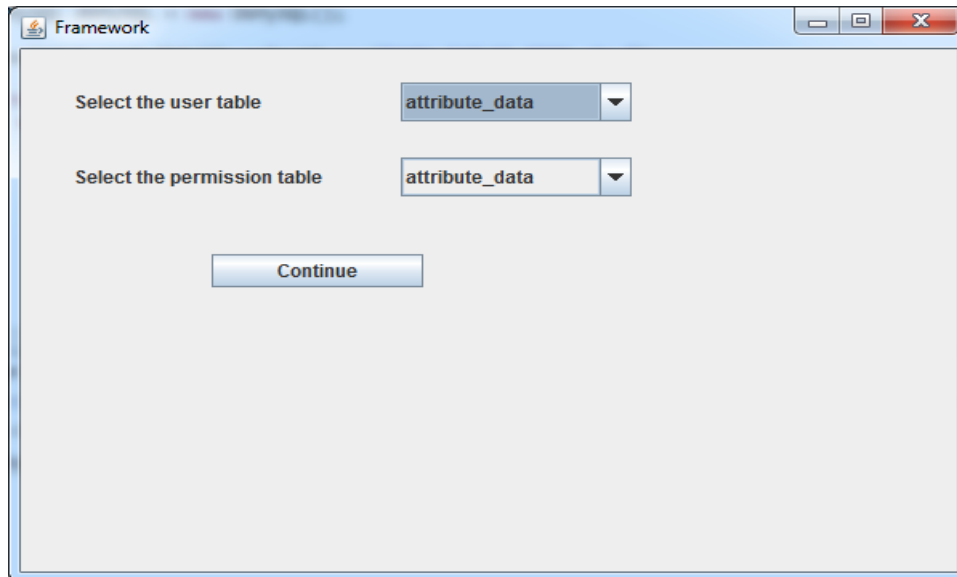 Framework
Select the user table
attribute_data
Select the permission table
attribute_data
Continue